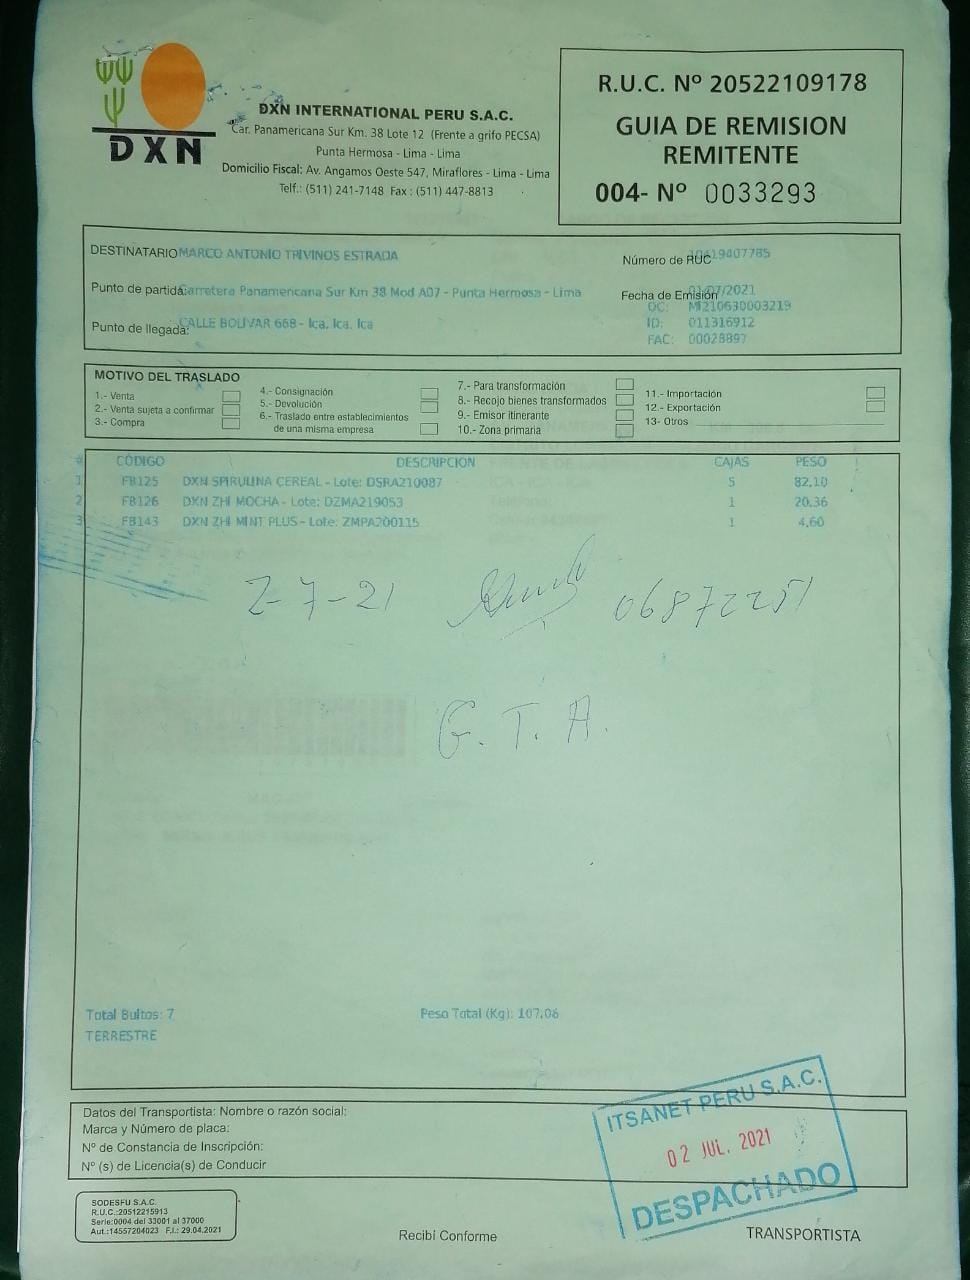 DXN
DXN INTERNATIONAL PERU S.A.C.
Car. Panamericana Sur Km. 38 Lote 12 (Frente a grifo PECSA)
Punta Hermosa - Lima - Lima
Domicilio Fiscal: Av. Angamos Oeste 547, Miraflores - Lima - Lima
Telf.: (511) 241-7148 Fax : (511) 447-8813
R.U.C. Nº 20522109178
GUIA DE REMISION
REMITENTE
004- Nº 0033293
DESTINATARIO MARCO ANTONIO TRIVINOS ESTRADA
Número de RUC 10419407785
Punto de partida: Carretera Panamericana Sur Km 38 Mod A07 - Punta Hermosa - Lima
Fecha de Emisión 01/07/2021
OC: MI210630003219
Punto de llegada: CALLE BOLIVAR 668 - Ica, Ica, Ica
ID: 011316912
FAC: 00028897
MOTIVO DEL TRASLADO
1.- Venta
2.- Venta sujeta a confirmar
3.- Compra
4.- Consignación
5.- Devolución
6.- Traslado entre establecimientos
de una misma empresa
7.- Para transformación
8.- Recojo bienes transformados
9.- Emisor itinerante
10.- Zona primaria
11.- Importación
12.- Exportación
13- Otros
# CÓDIGO DESCRIPCION CAJAS PESO
1 FB125 DXN SPIRULINA CEREAL - Lote: DSRA210087 5 82,10
2 FB126 DXN ZHI MOCHA - Lote: DZMA219053 1 20,36
3 FB143 DXN ZHI MINT PLUS - Lote: ZMPA200115 1 4,60
2-7-21 06872251
G.T.A.
Total Bultos: 7 Peso Total (Kg): 107,06
TERRESTRE
Datos del Transportista: Nombre o razón social:
Marca y Número de placa:
Nº de Constancia de Inscripción:
Nº (s) de Licencia(s) de Conducir
ITSANET PERU S.A.C.
02 JUL. 2021
DESPACHADO
SODESFU S.A.C.
R.U.C.:20512215913
Serie:0004 del 33001 al 37000
Aut.:14557204023 F.I.: 29.04.2021
Recibí Conforme
TRANSPORTISTA